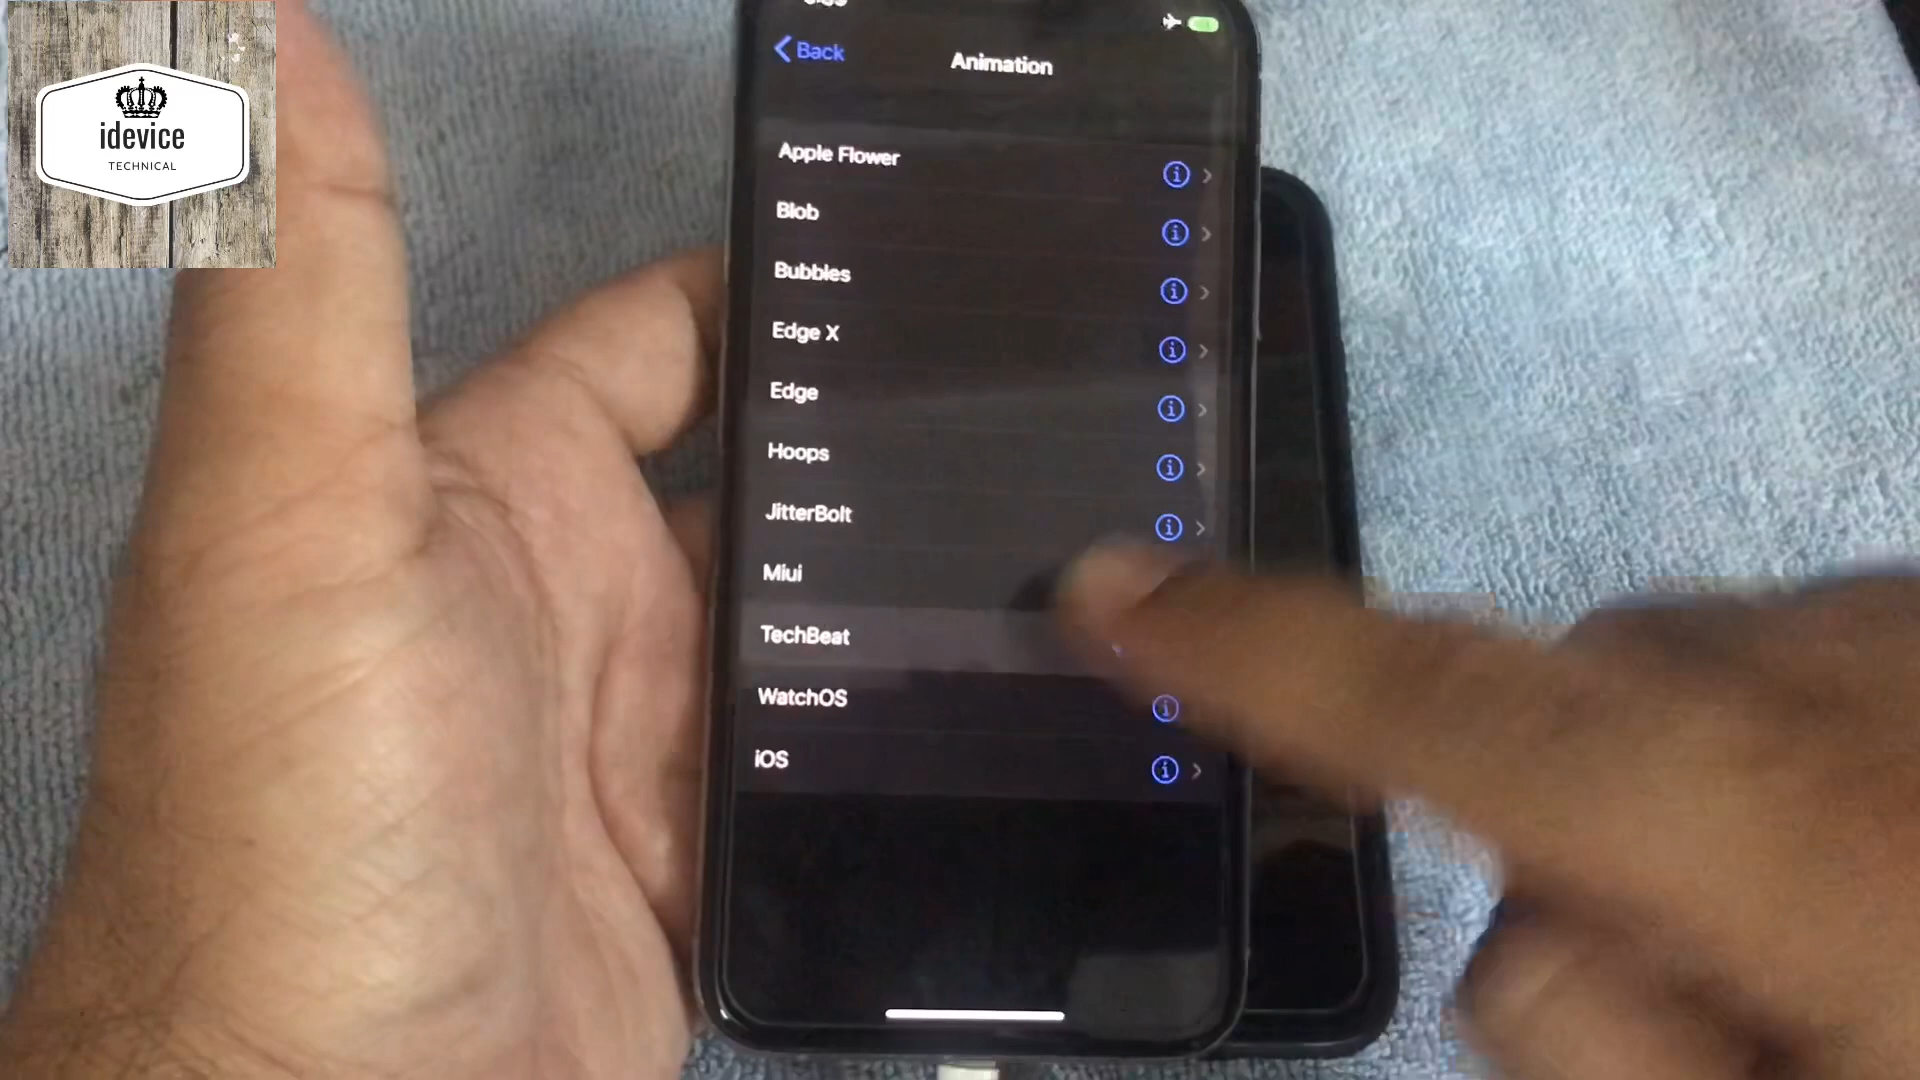 idevice
TECHNICAL
Back
Animation
Apple Flower
Blob
Bubbles
Edge X
Edge
Hoops
JitterBolt
Miui
TechBeat
WatchOS
iOS